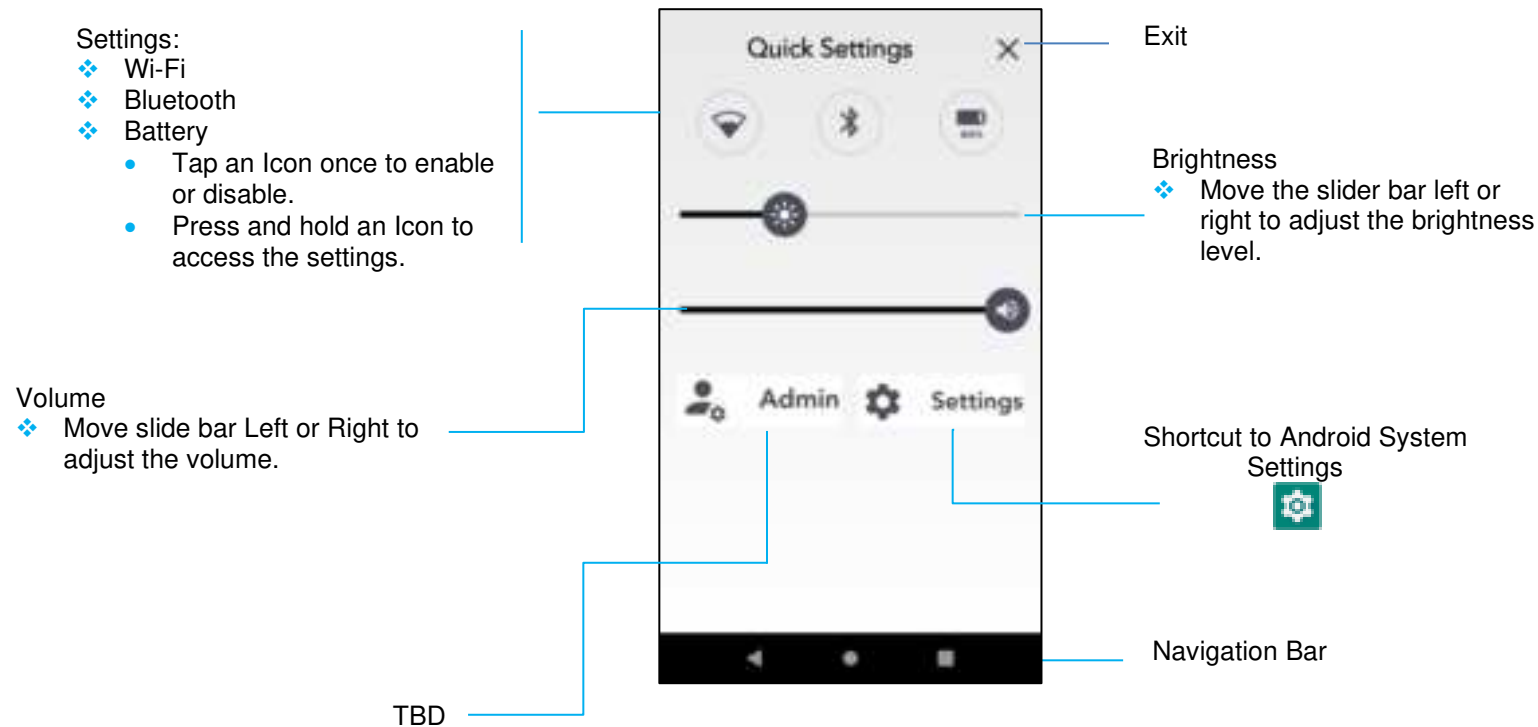 Settings:
Wi-Fi
Bluetooth
Battery
Tap an Icon once to enable
or disable.
Press and hold an Icon to
access the settings.
Volume
Move slide bar Left or Right to
adjust the volume.
TBD
Quick Settings
Admin
Settings
Exit
Brightness
Move the slider bar left or
right to adjust the brightness
level.
Shortcut to Android System
Settings
Navigation Bar